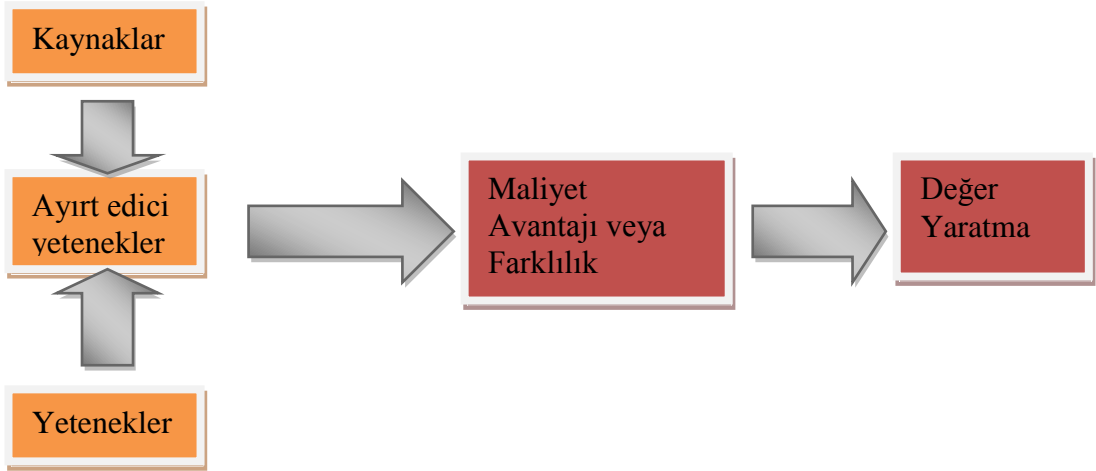 Kaynaklar
Ayırt edici
yetenekler
Yetenekler
Maliyet
Avantajı veya
Farklılık
Değer
Yaratma